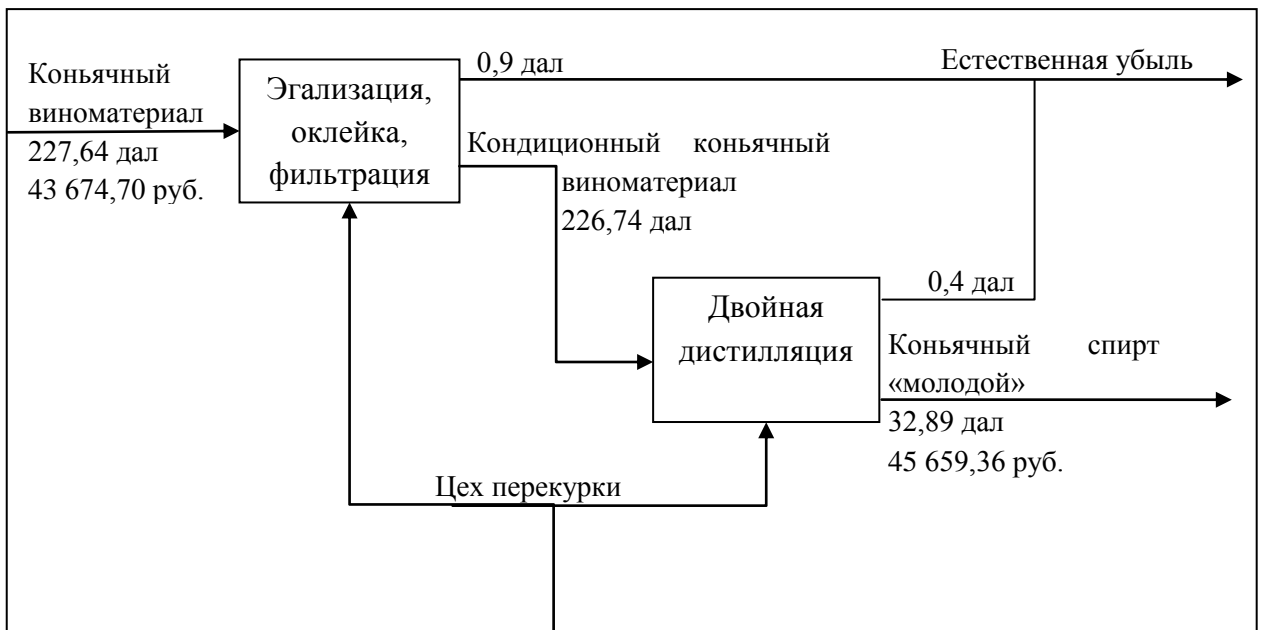 Коньячный
виноматериал
227,64 дал
43 674,70 руб.
Эгализация,
оклейка,
фильтрация
0,9 дал
Естественная убыль
Кондиционный коньячный
виноматериал
226,74 дал
Двойная
дистилляция
0,4 дал
Коньячный спирт
«молодой»
32,89 дал
45 659,36 руб.
Цех перекурки